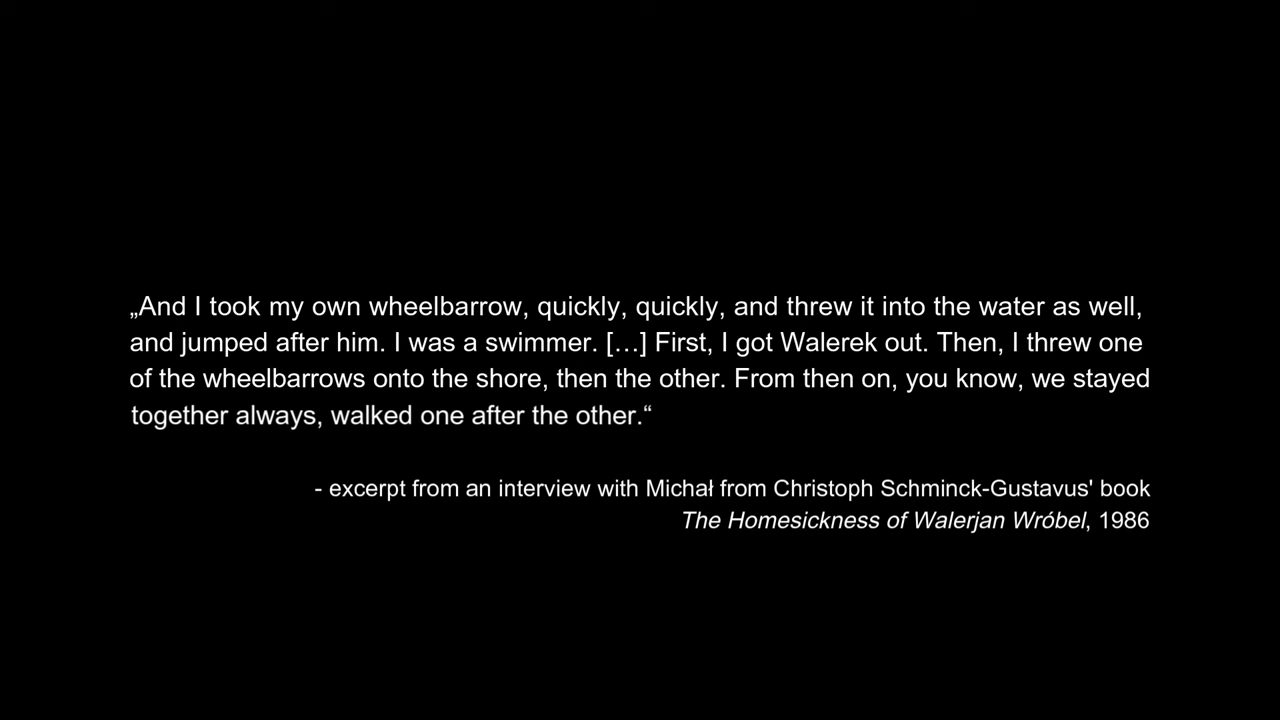 „And I took my own wheelbarrow, quickly, quickly, and threw it into the water as well,
and jumped after him. I was a swimmer. […] First, I got Walerek out. Then, I threw one
of the wheelbarrows onto the shore, then the other. From then on, you know, we stayed
together always, walked one after the other.“
- excerpt from an interview with Michał from Christoph Schminck-Gustavus' book
The Homesickness of Walerjan Wróbel, 1986